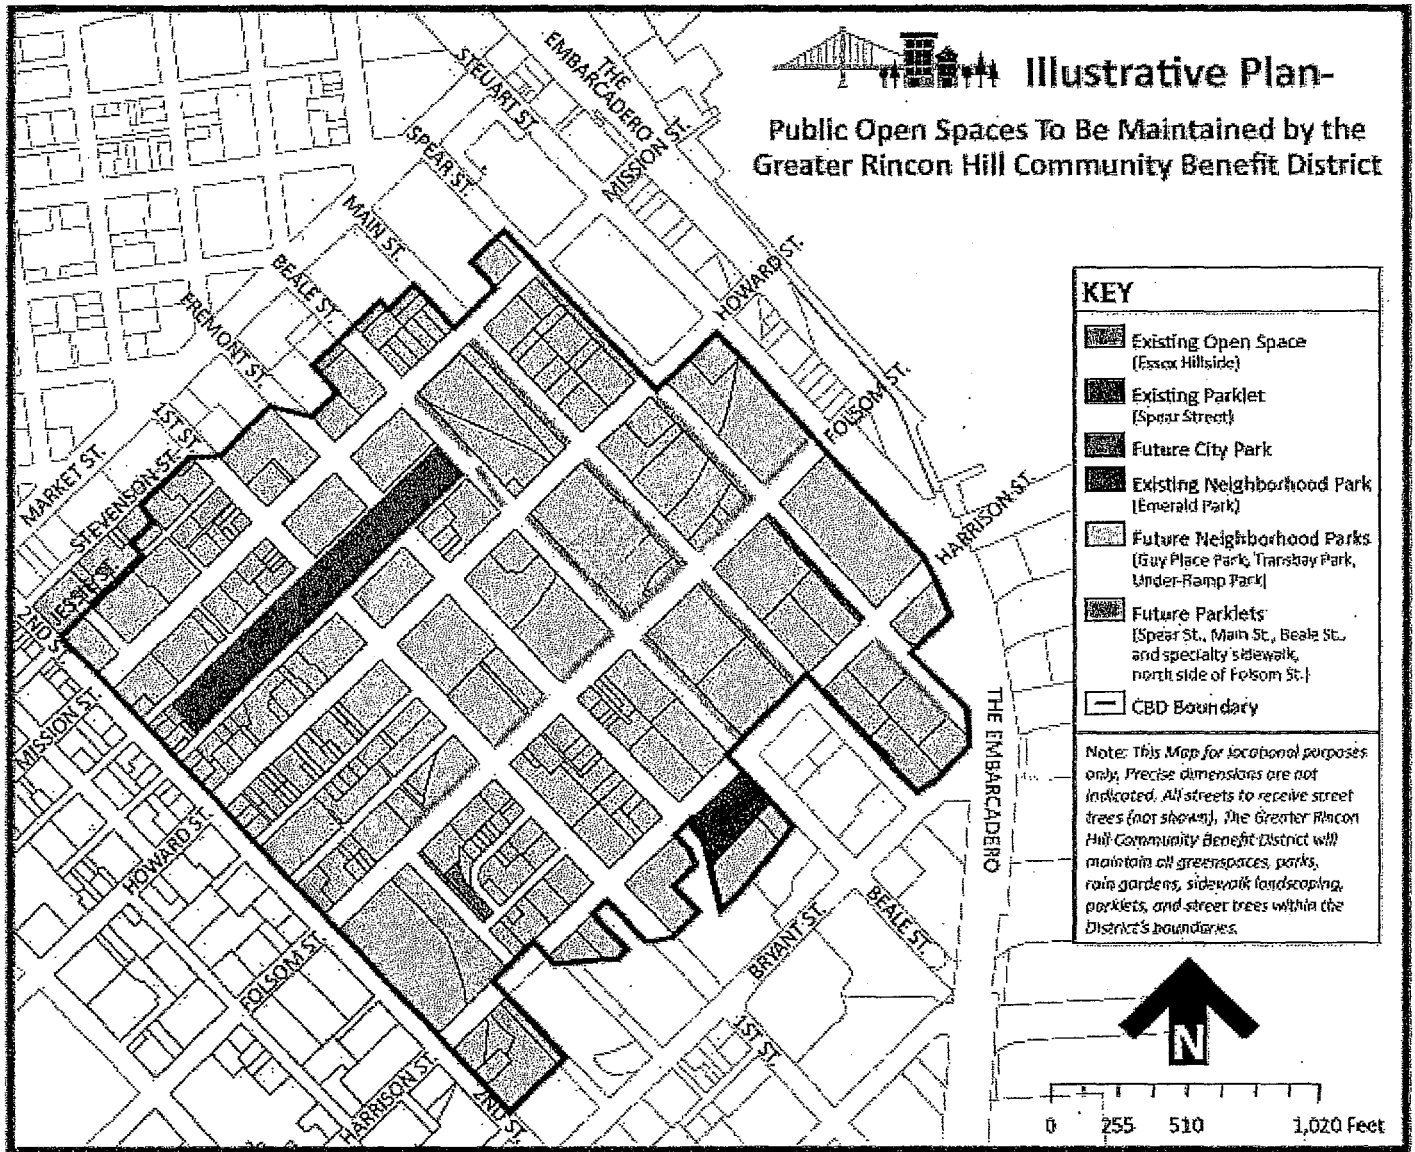 Illustrative Plan-
Public Open Spaces To Be Maintained by the
Greater Rincon Hill Community Benefit District
THE
EMBARCADERO
STEUART ST.
SPEAR ST.
MISSION ST.
MAIN ST.
BEALE ST.
FREMONT ST.
1ST ST.
MARKET ST.
STEVENSON ST.
JESSIE ST.
2ND ST.
MISSION ST.
HOWARD ST.
FOLSOM ST.
HARRISON ST.
2ND ST.
HOWARD ST.
FOLSOM ST.
HARRISON ST.
THE EMBARCADERO
BRYANT ST.
BEALE ST.
1ST ST.
KEY
Existing Open Space
(Essex Hillside)
Existing Parklet
(Spear Street)
Future City Park
Existing Neighborhood Park
(Emerald Park)
Future Neighborhood Parks
(Guy Place Park, Transbay Park,
Under-Ramp Park)
Future Parklets
(Spear St., Main St., Beale St.,
and specialty sidewalk,
north side of Folsom St.)
CBD Boundary
Note: This Map for locational purposes
only. Precise dimensions are not
indicated. All streets to receive street
trees (not shown). The Greater Rincon
Hill Community Benefit District will
maintain all greenspaces, parks,
rain gardens, sidewalk landscaping,
parklets, and street trees within the
District's boundaries.
N
0 255 510 1,020 Feet